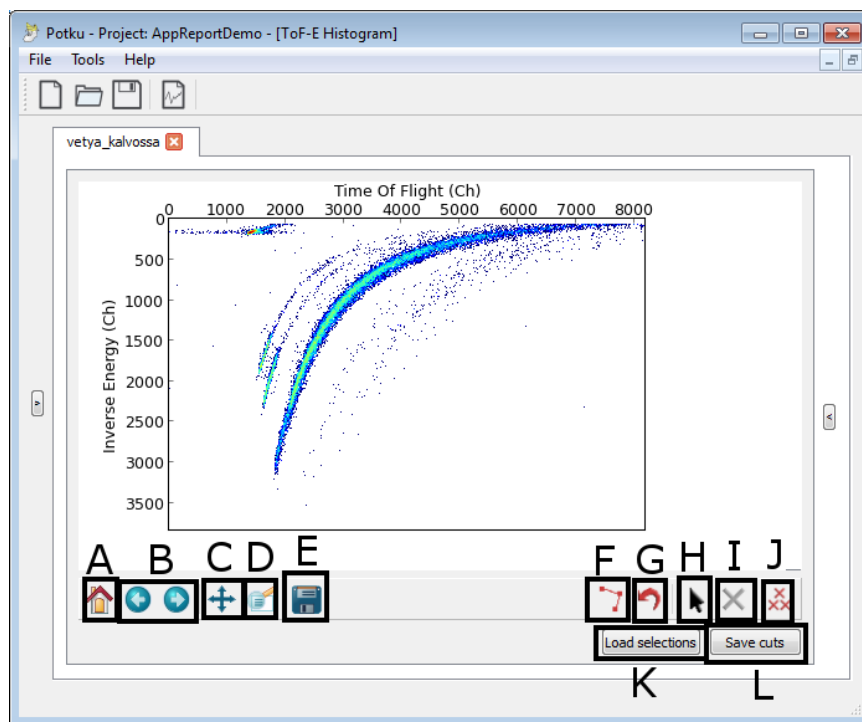 Potku - Project: AppReportDemo - [ToF-E Histogram]
File Tools Help
vetya_kalvossa
Time Of Flight (Ch)
0 1000 2000 3000 4000 5000 6000 7000 8000
Inverse Energy (Ch)
0
500
1000
1500
2000
2500
3000
3500
A B C D E F G H I J
Load selections Save cuts
K L